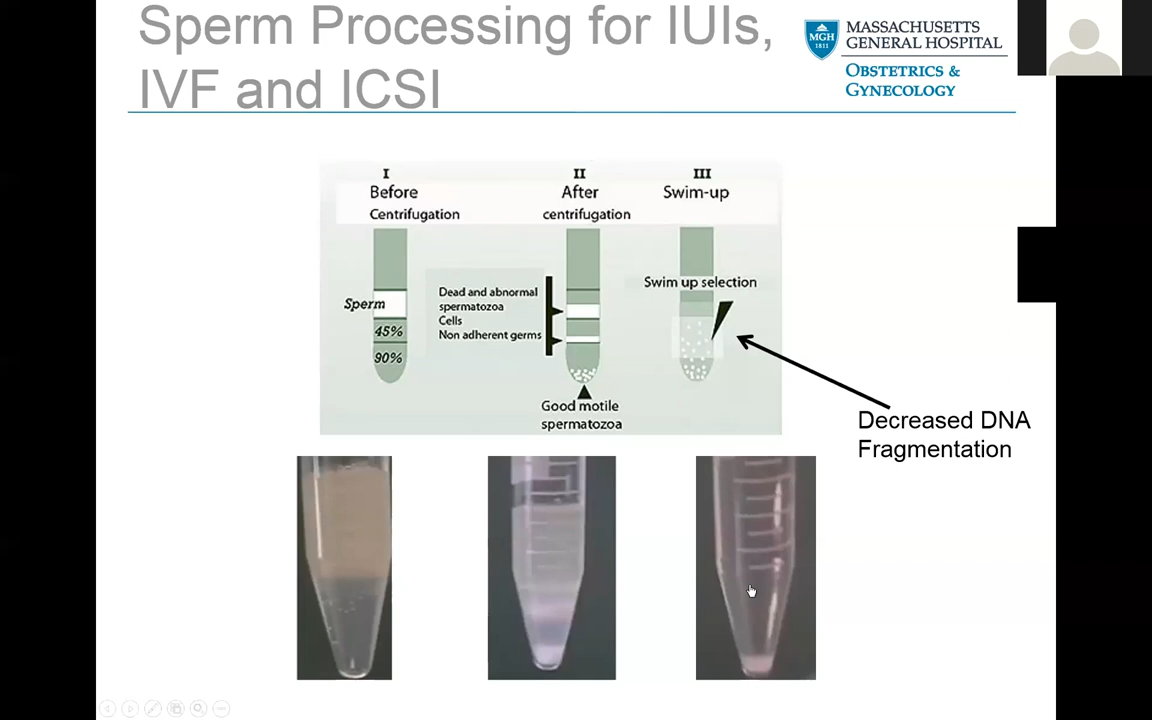 Sperm Processing for IUIs,
IVF and ICSI
MGH
1811
MASSACHUSETTS
GENERAL HOSPITAL
OBSTETRICS &
GYNECOLOGY
I
Before
Centrifugation
II
After
centrifugation
III
Swim-up
Sperm
45%
90%
Dead and abnormal
spermatozoa
Cells
Non adherent germs
Good motile
spermatozoa
Swim up selection
Decreased DNA
Fragmentation